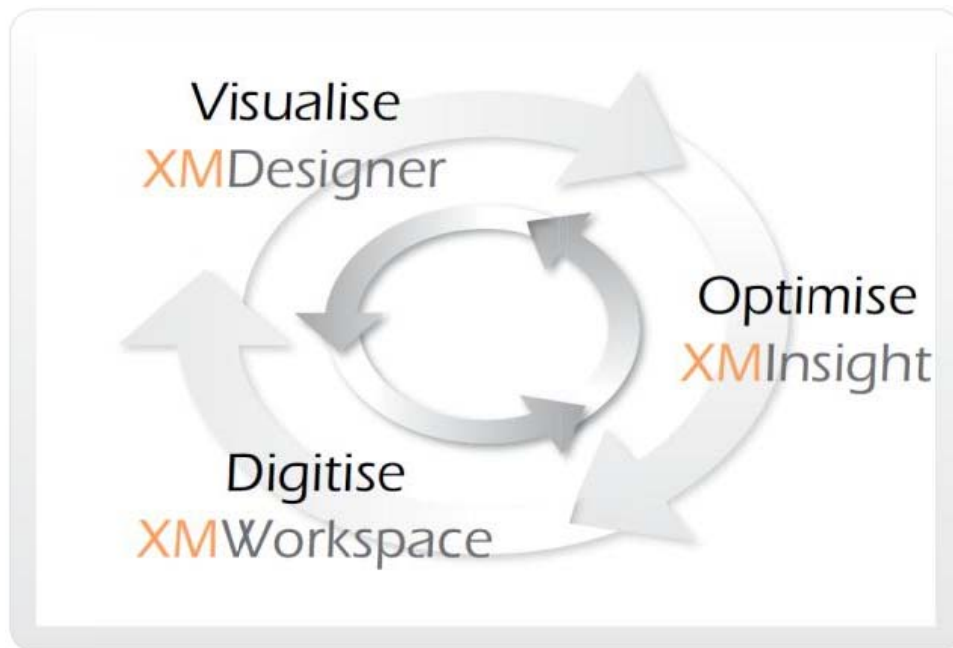 Visualise
XMDesigner
Optimise
XMInsight
Digitise
XMWorkspace